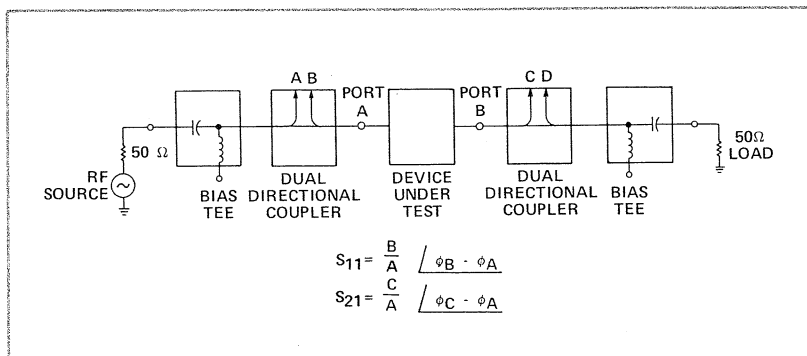 A B
PORT
A
PORT
B
C D
50 Ω
RF
SOURCE
BIAS
TEE
DUAL
DIRECTIONAL
COUPLER
DEVICE
UNDER
TEST
DUAL
DIRECTIONAL
COUPLER
BIAS
TEE
50Ω
LOAD
S11 = B/A /ϕB - ϕA
S21 = C/A /ϕC - ϕA